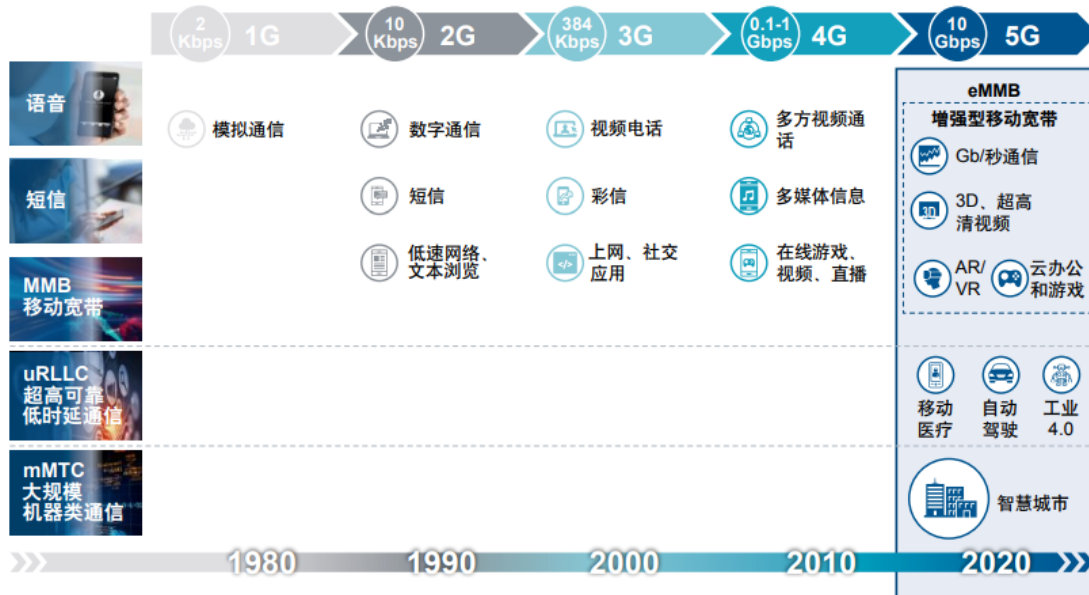 2
Kbps
1G
10
Kbps
2G
384
Kbps
3G
0.1-1
Gbps
4G
10
Gbps
5G
语音
模拟通信
数字通信
视频电话
多方视频通
话
eMMB
增强型移动宽带
Gb/秒通信
短信
短信
彩信
多媒体信息
3D
3D、超高
清视频
MMB
移动宽带
低速网络、
文本浏览
</>
上网、社交
应用
在线游戏、
视频、直播
AR/
VR
云办公
和游戏
uRLLC
超高可靠
低时延通信
移动
医疗
自动
驾驶
工业
4.0
mMTC
大规模
机器类通信
智慧城市
1980
1990
2000
2010
2020